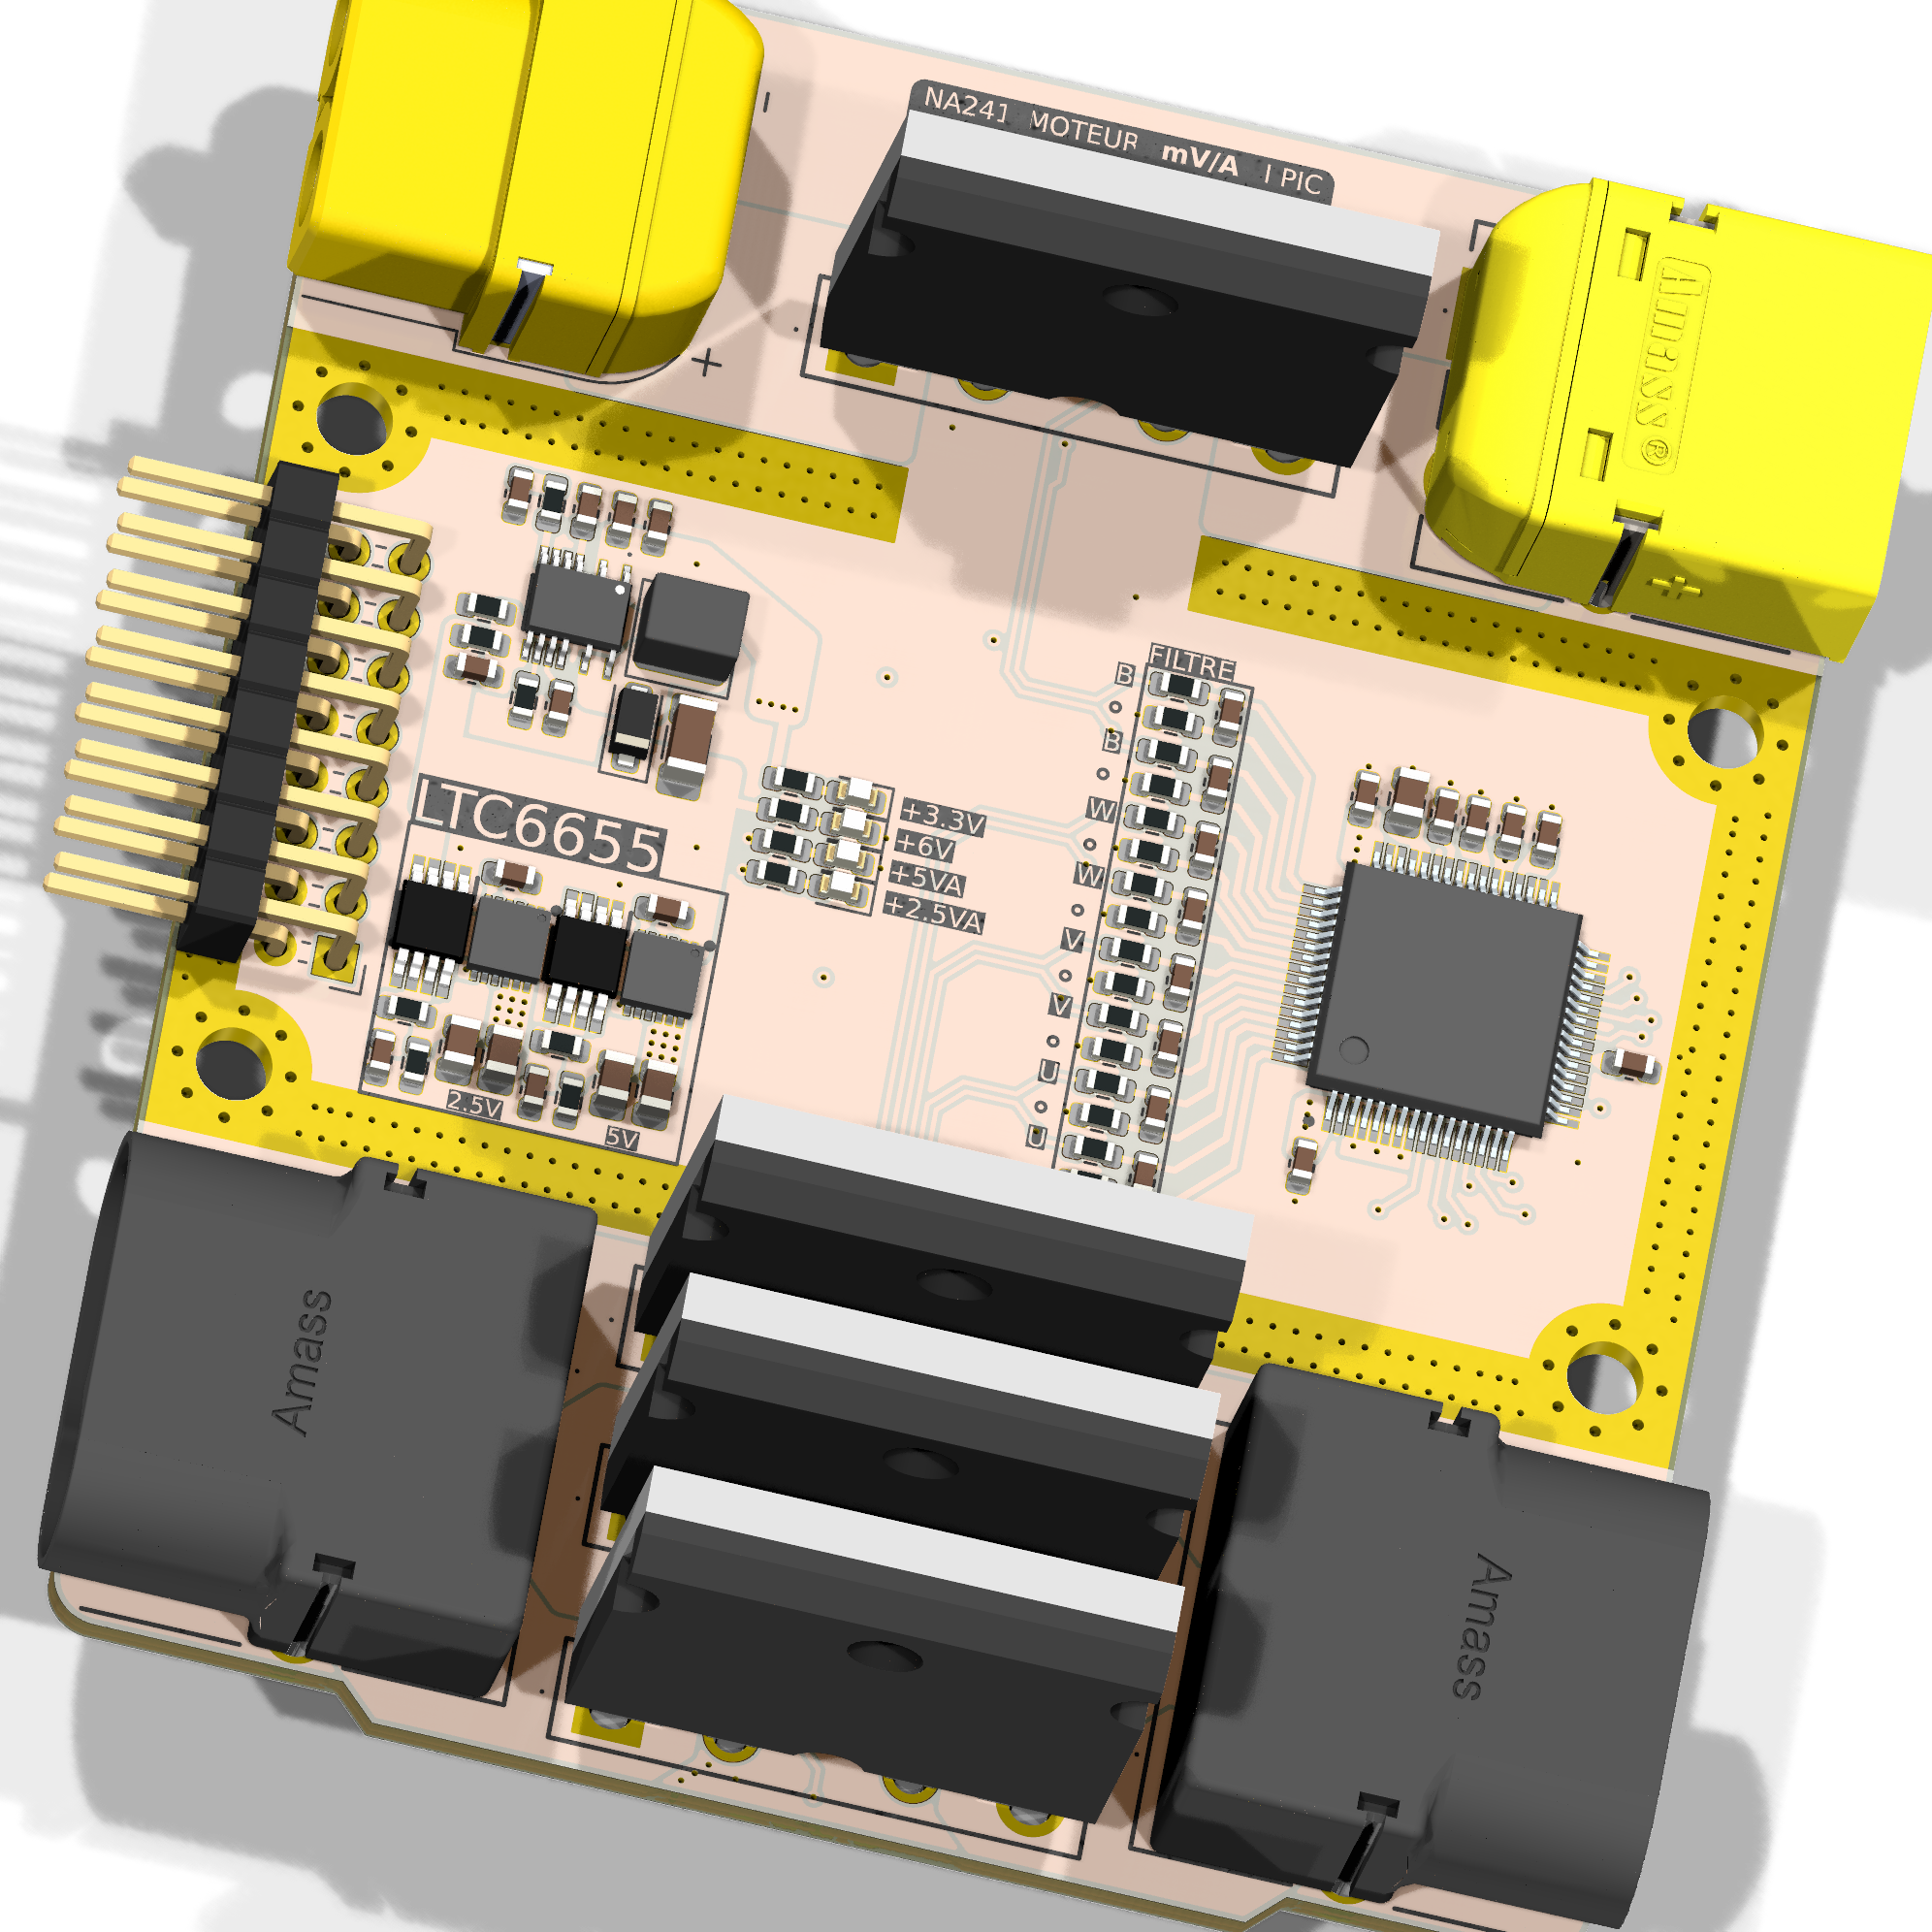 NA241 MOTEUR mV/A I PIC
Amass®
-
+
+
FILTRE
B
B
W
W
V
V
U
U
LTC6655
+3.3V
+6V
+5VA
+2.5VA
2.5V
5V
Amass
Amass